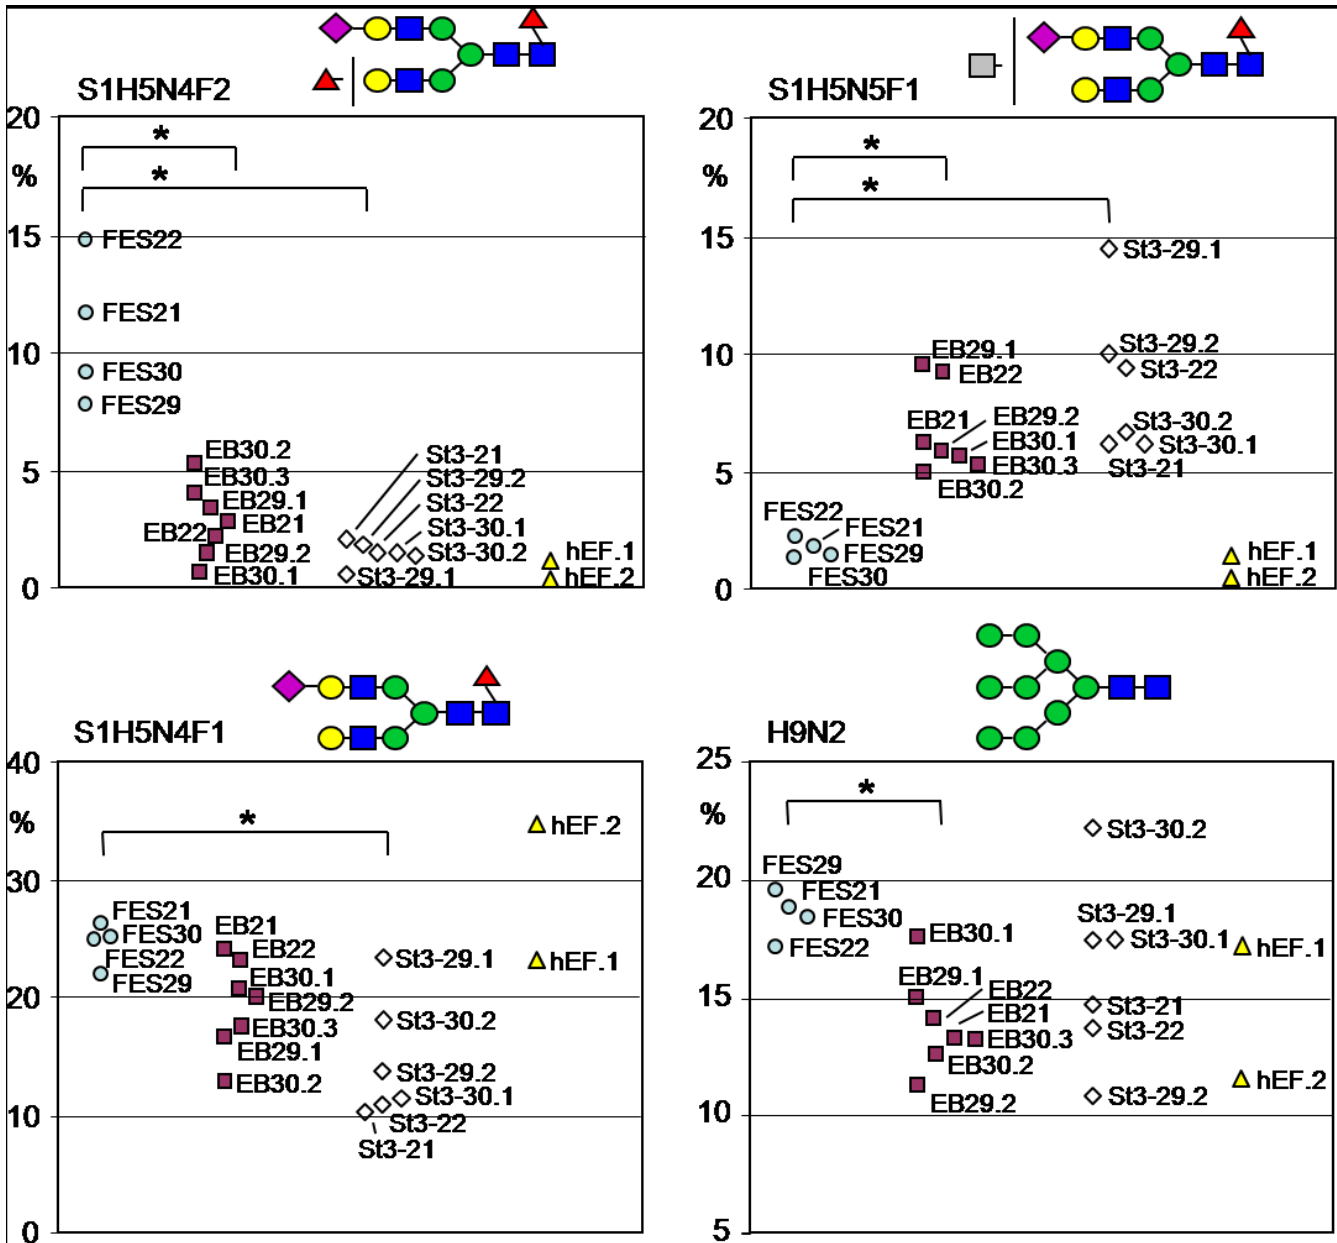 S1H5N4F2
20
*
%
*
15
FES22
FES21
10
FES30
FES29
5
EB30.2
EB30.3
EB29.1
EB22
EB21
EB29.2
EB30.1
St3-21
St3-29.2
St3-22
St3-30.1
St3-30.2
St3-29.1
hEF.1
hEF.2
0
S1H5N5F1
20
*
%
*
15
St3-29.1
10
EB29.1
EB22
St3-29.2
St3-22
EB21
EB29.2
EB30.1
EB30.3
EB30.2
St3-30.2
St3-30.1
St3-21
5
FES22
FES21
FES29
FES30
hEF.1
hEF.2
0
S1H5N4F1
40
%
*
hEF.2
30
FES21
FES30
FES22
FES29
EB21
EB22
EB30.1
EB29.2
EB30.3
EB29.1
EB30.2
St3-29.1
hEF.1
20
St3-30.2
St3-29.2
St3-30.1
St3-22
St3-21
10
0
H9N2
25
%
*
St3-30.2
20
FES29
FES21
FES30
FES22
EB30.1
St3-29.1
St3-30.1
hEF.1
15
EB29.1
EB22
EB21
EB30.3
EB30.2
EB29.2
St3-21
St3-22
hEF.2
St3-29.2
10
5